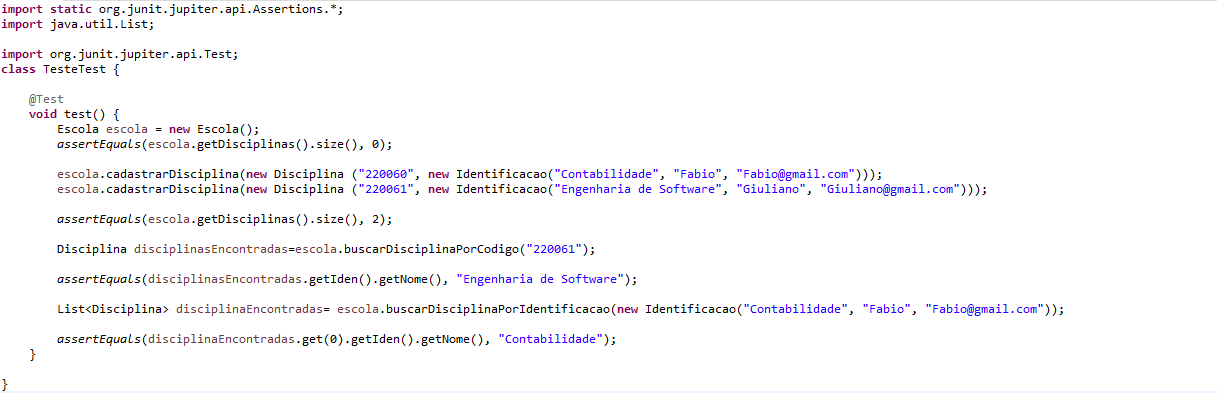 import static org.junit.jupiter.api.Assertions.*;
import java.util.List;
import org.junit.jupiter.api.Test;
class TesteTest {
@Test
void test() {
Escola escola = new Escola();
assertEquals(escola.getDisciplinas().size(), 0);
escola.cadastrarDisciplina(new Disciplina ("220060", new Identificacao("Contabilidade", "Fabio", "Fabio@gmail.com")));
escola.cadastrarDisciplina(new Disciplina ("220061", new Identificacao("Engenharia de Software", "Giuliano", "Giuliano@gmail.com")));
assertEquals(escola.getDisciplinas().size(), 2);
Disciplina disciplinasEncontradas=escola.buscarDisciplinaPorCodigo("220061");
assertEquals(disciplinasEncontradas.getIden().getNome(), "Engenharia de Software");
List<Disciplina> disciplinaEncontradas= escola.buscarDisciplinaPorIdentificacao(new Identificacao("Contabilidade", "Fabio", "Fabio@gmail.com"));
assertEquals(disciplinaEncontradas.get(0).getIden().getNome(), "Contabilidade");
}
}